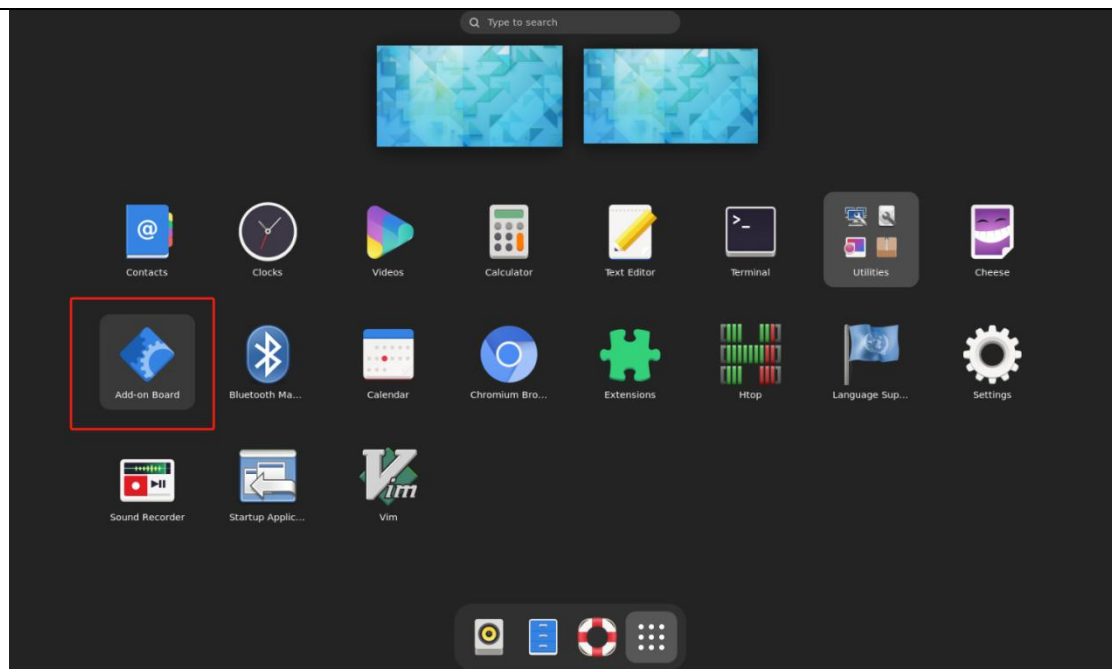 Type to search
Contacts
Clocks
Videos
Calculator
Text Editor
Terminal
Utilities
Cheese
Add-on Board
Bluetooth Ma...
Calendar
Chromium Bro...
Extensions
Htop
Language Sup...
Settings
Sound Recorder
Startup Applic...
Vim